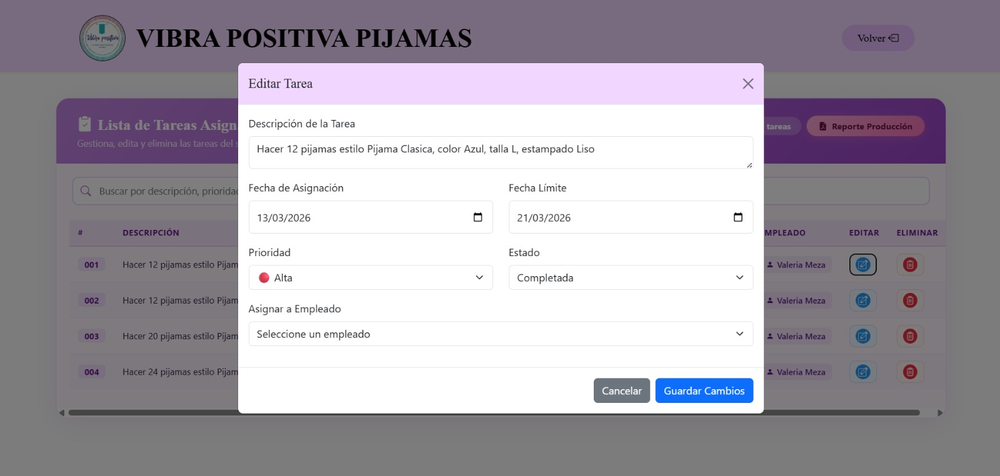 Vibra positiva
VIBRA POSITIVA PIJAMAS
Volver
Editar Tarea
Descripción de la Tarea
Hacer 12 pijamas estilo Pijama Clasica, color Azul, talla L, estampado Liso
Fecha de Asignación
Fecha Límite
13/03/2026
21/03/2026
Prioridad
Estado
Alta
Completada
Asignar a Empleado
Seleccione un empleado
Cancelar
Guardar Cambios
Lista de Tareas Asign
Gestiona, edita y elimina las tareas del s
tareas
Reporte Producción
Buscar por descripción, prioridad
# DESCRIPCIÓN MPLEADO EDITAR ELIMINAR
001 Hacer 12 pijamas estilo Pijam Valeria Meza
002 Hacer 12 pijamas estilo Pijam Valeria Meza
003 Hacer 20 pijamas estilo Pijam Valeria Meza
004 Hacer 24 pijamas estilo Pijam Valeria Meza